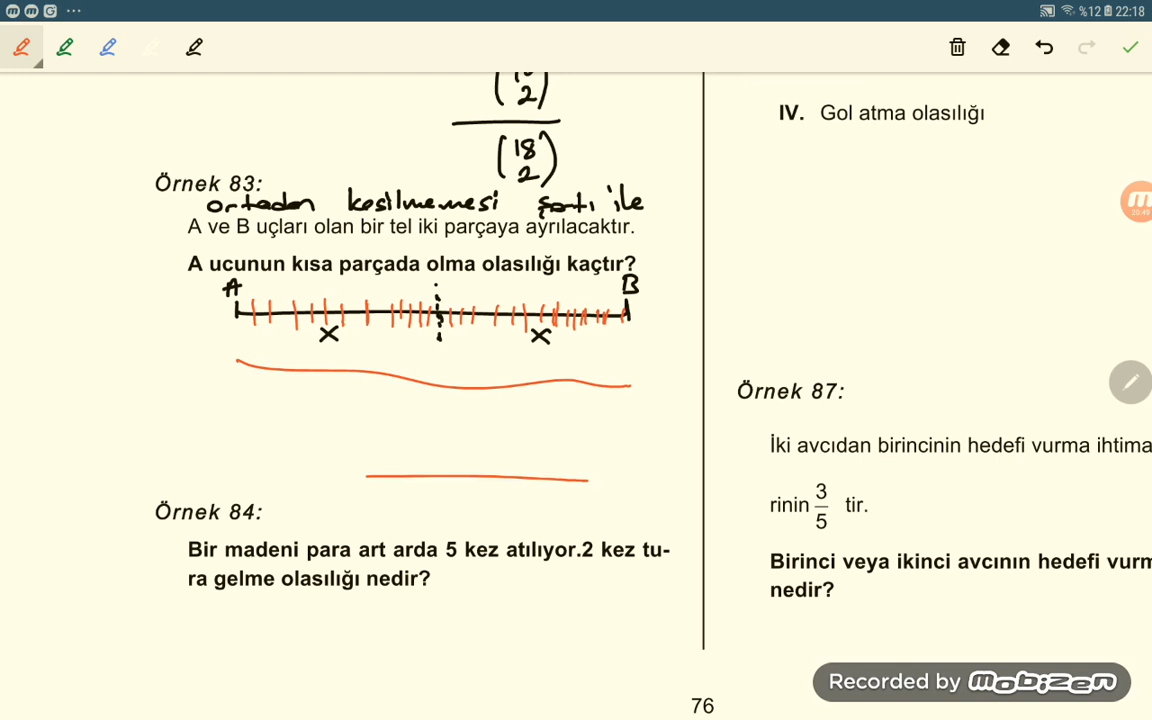 %12 22:18
2
18
2
Örnek 83:
ortadan kesilmemesi şartı ile
A ve B uçları olan bir tel iki parçaya ayrılacaktır.
A ucunun kısa parçada olma olasılığı kaçtır?
A B
x x
Örnek 84:
Bir madeni para art arda 5 kez atılıyor.2 kez tu-
ra gelme olasılığı nedir?
IV. Gol atma olasılığı
20:49
Örnek 87:
İki avcıdan birincinin hedefi vurma ihtima
rinin 3/5 tir.
Birinci veya ikinci avcının hedefi vurm
nedir?
Recorded by mobizen
76